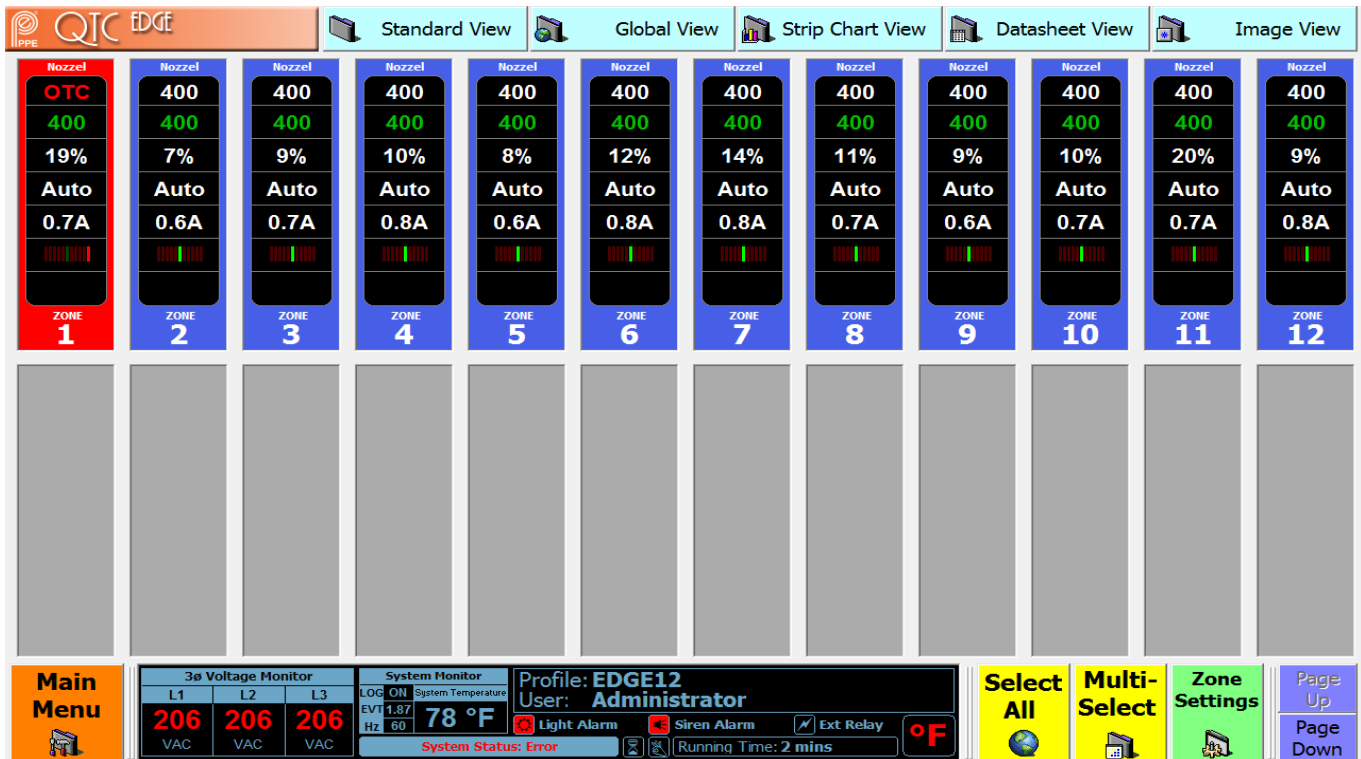 PPE QTC EDGE Standard View Global View Strip Chart View Datasheet View Image View
Nozzel Nozzel Nozzel Nozzel Nozzel Nozzel Nozzel Nozzel Nozzel Nozzel Nozzel Nozzel
OTC 400 400 400 400 400 400 400 400 400 400 400
400 400 400 400 400 400 400 400 400 400 400 400
19% 7% 9% 10% 8% 12% 14% 11% 9% 10% 20% 9%
Auto Auto Auto Auto Auto Auto Auto Auto Auto Auto Auto Auto
0.7A 0.6A 0.7A 0.8A 0.6A 0.8A 0.8A 0.7A 0.6A 0.7A 0.7A 0.8A
ZONE ZONE ZONE ZONE ZONE ZONE ZONE ZONE ZONE ZONE ZONE ZONE
1 2 3 4 5 6 7 8 9 10 11 12
Main
Menu
3ø Voltage Monitor
L1 L2 L3
206 206 206
VAC VAC VAC
System Monitor
LOG ON System Temperature
EVT 1.87
Hz 60
78 °F
System Status: Error
Profile: EDGE12
User: Administrator
Light Alarm Siren Alarm Ext Relay
Running Time: 2 mins
°F
Select
All
Multi-
Select
Zone
Settings
Page
Up
Page
Down